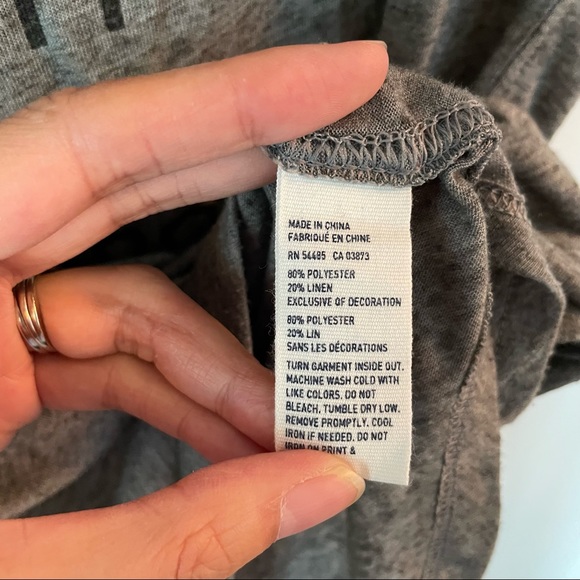 MADE IN CHINA
FABRIQUÉ EN CHINE
RN 54485 CA 03873
80% POLYESTER
20% LINEN
EXCLUSIVE OF DECORATION
80% POLYESTER
20% LIN
SANS LES DÉCORATIONS
TURN GARMENT INSIDE OUT.
MACHINE WASH COLD WITH
LIKE COLORS. DO NOT
BLEACH. TUMBLE DRY LOW.
REMOVE PROMPTLY. COOL
IRON IF NEEDED. DO NOT
IRON ON PRINT &